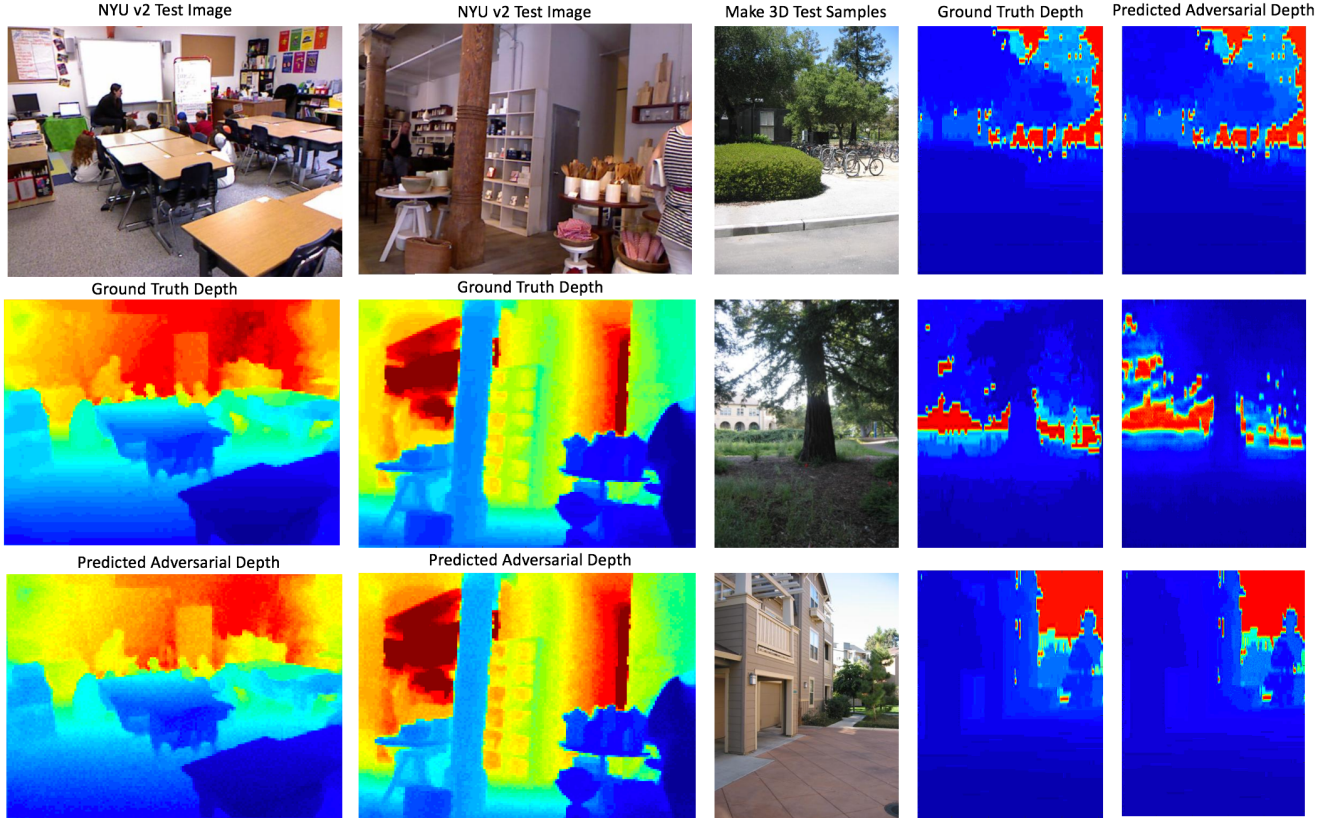 NYU v2 Test Image
NYU v2 Test Image
Make 3D Test Samples
Ground Truth Depth
Predicted Adversarial Depth
Ground Truth Depth
Ground Truth Depth
Predicted Adversarial Depth
Predicted Adversarial Depth